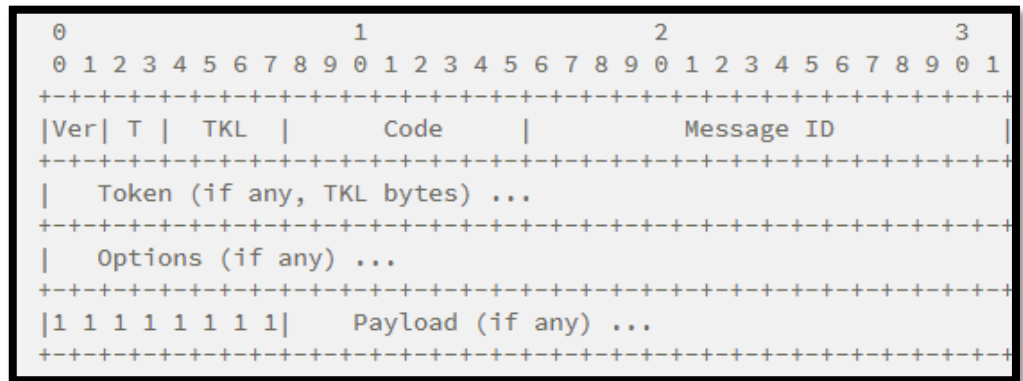 0                   1                   2                   3
0 1 2 3 4 5 6 7 8 9 0 1 2 3 4 5 6 7 8 9 0 1 2 3 4 5 6 7 8 9 0 1
+-+-+-+-+-+-+-+-+-+-+-+-+-+-+-+-+-+-+-+-+-+-+-+-+-+-+-+-+-+-+-+-+
|Ver| T |  TKL  |      Code     |          Message ID           |
+-+-+-+-+-+-+-+-+-+-+-+-+-+-+-+-+-+-+-+-+-+-+-+-+-+-+-+-+-+-+-+-+
|   Token (if any, TKL bytes) ...
+-+-+-+-+-+-+-+-+-+-+-+-+-+-+-+-+-+-+-+-+-+-+-+-+-+-+-+-+-+-+-+-+
|   Options (if any) ...
+-+-+-+-+-+-+-+-+-+-+-+-+-+-+-+-+-+-+-+-+-+-+-+-+-+-+-+-+-+-+-+-+
|1 1 1 1 1 1 1 1|    Payload (if any) ...
+-+-+-+-+-+-+-+-+-+-+-+-+-+-+-+-+-+-+-+-+-+-+-+-+-+-+-+-+-+-+-+-+